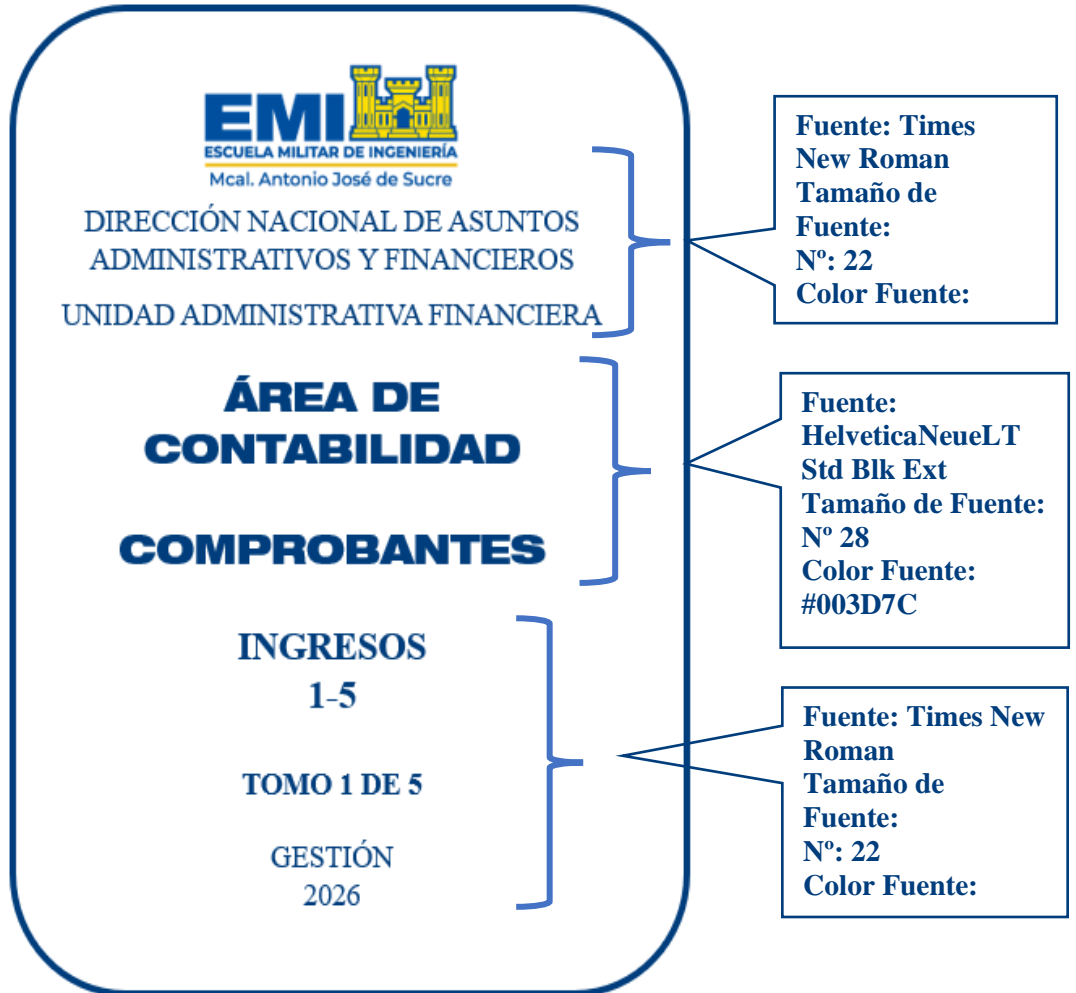 EMI
ESCUELA MILITAR DE INGENIERÍA
Mcal. Antonio José de Sucre
DIRECCIÓN NACIONAL DE ASUNTOS
ADMINISTRATIVOS Y FINANCIEROS
UNIDAD ADMINISTRATIVA FINANCIERA
ÁREA DE
CONTABILIDAD
COMPROBANTES
INGRESOS
1-5
TOMO 1 DE 5
GESTIÓN
2026
Fuente: Times
New Roman
Tamaño de
Fuente:
Nº: 22
Color Fuente:
Fuente:
HelveticaNeueLT
Std Blk Ext
Tamaño de Fuente:
Nº 28
Color Fuente:
#003D7C
Fuente: Times New
Roman
Tamaño de
Fuente:
Nº: 22
Color Fuente: